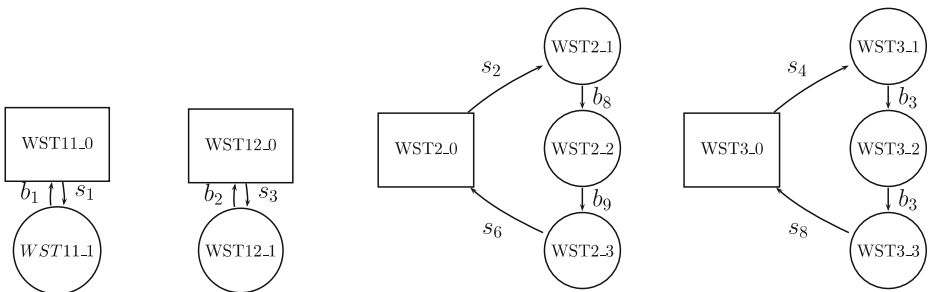 WST11_0
b₁ s₁
WST11_1
WST12_0
b₂ s₃
WST12_1
WST2_1
s₂
b₈
WST2_0
WST2_2
b₉
s₆
WST2_3
WST3_1
s₄
b₃
WST3_0
WST3_2
b₃
s₈
WST3_3